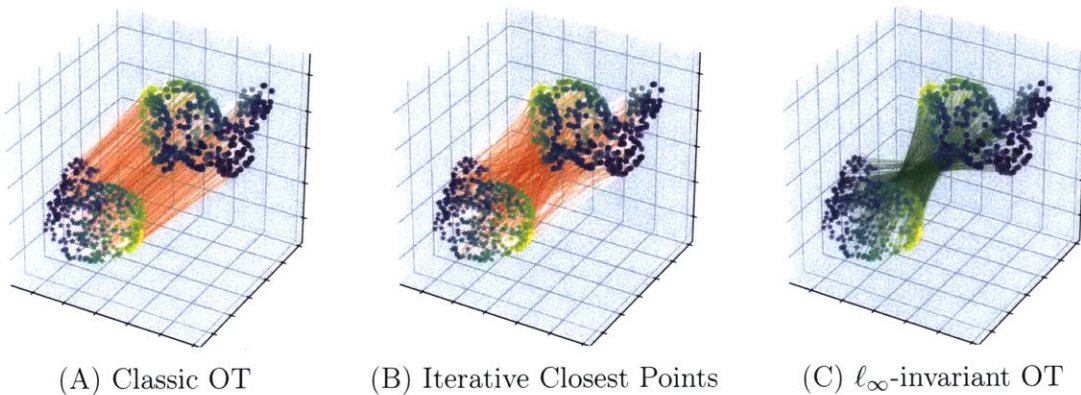 (A) Classic OT
(B) Iterative Closest Points
(C) ℓ∞-invariant OT